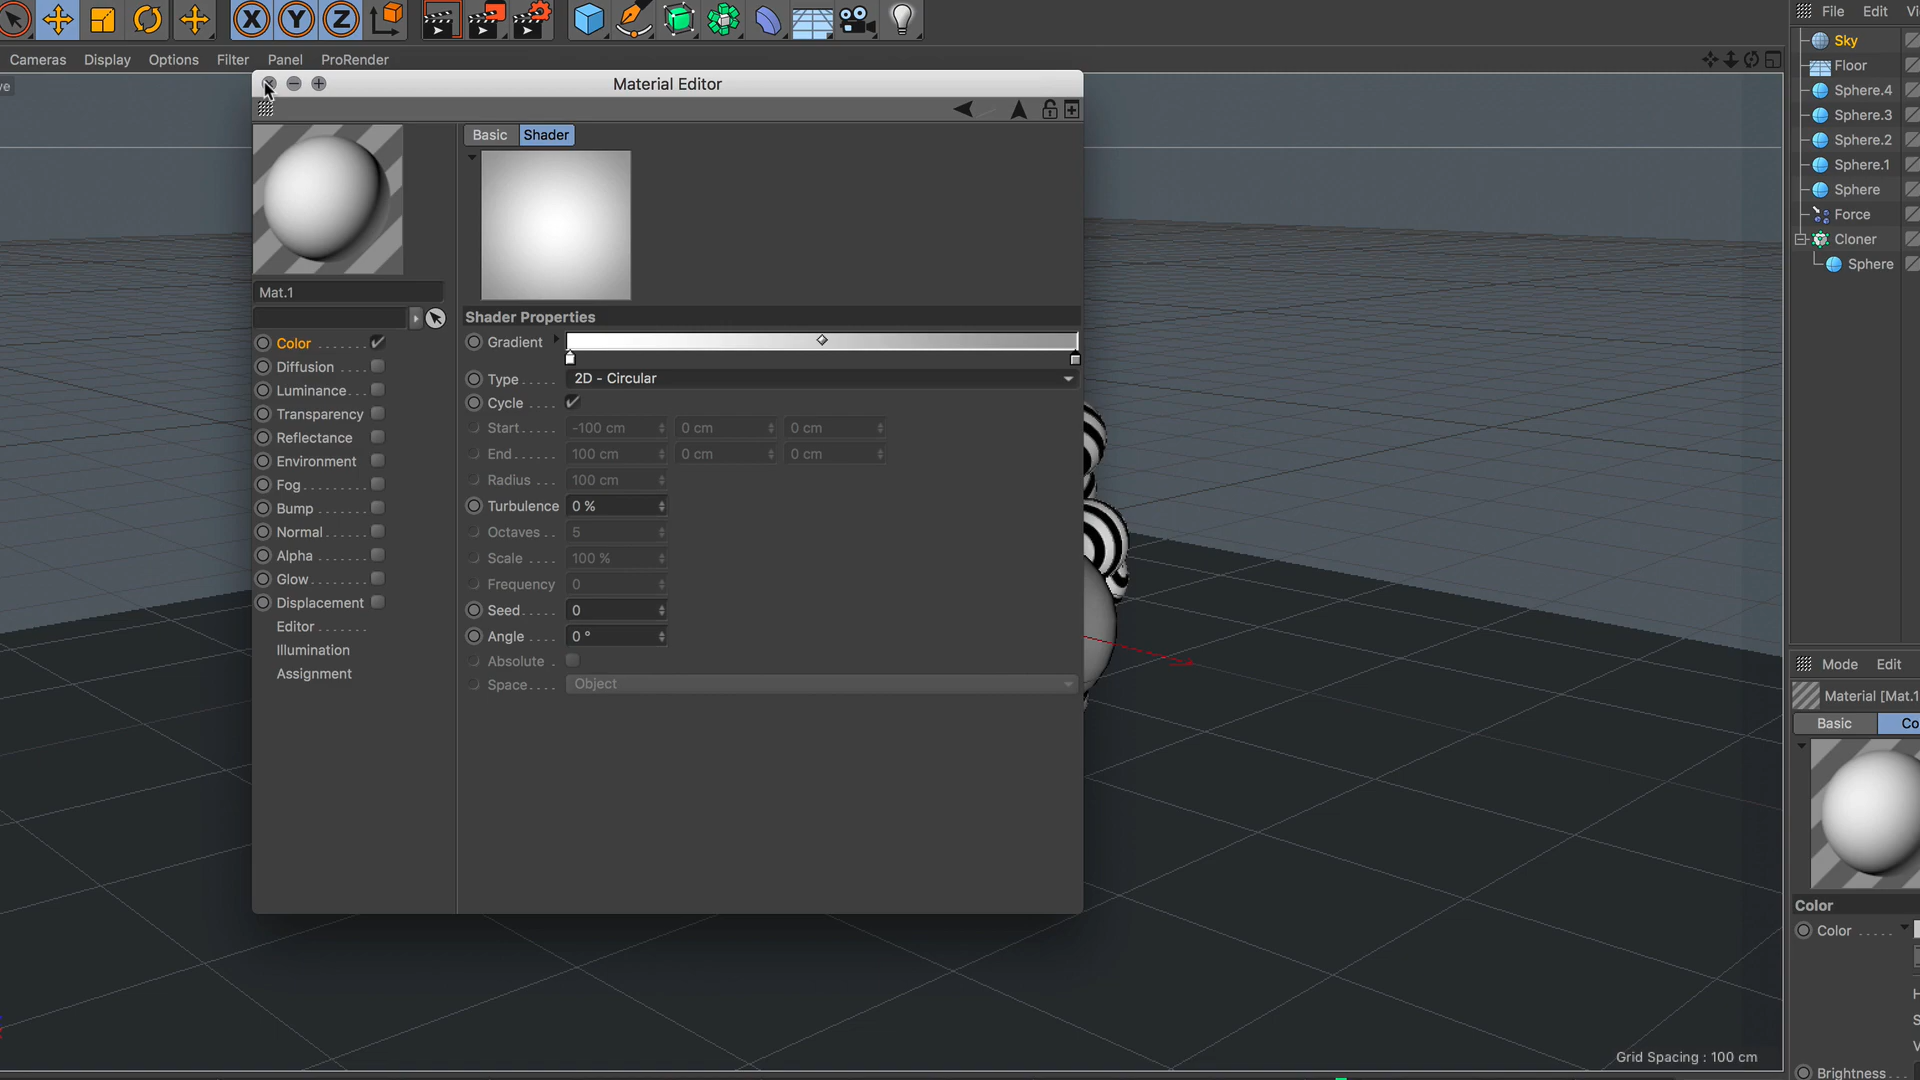 File Edit
Cameras Display Options Filter Panel ProRender
Material Editor
Basic Shader
Mat.1
Color
Diffusion
Luminance
Transparency
Reflectance
Environment
Fog
Bump
Normal
Alpha
Glow
Displacement
Editor
Illumination
Assignment
Shader Properties
Gradient
Type 2D - Circular
Cycle
Start -100 cm 0 cm 0 cm
End 100 cm 0 cm 0 cm
Radius 100 cm
Turbulence 0 %
Octaves 5
Scale 100 %
Frequency 0
Seed 0
Angle 0 °
Absolute
Space Object
Sky
Floor
Sphere.4
Sphere.3
Sphere.2
Sphere.1
Sphere
Force
Cloner
Sphere
Mode Edit
Material [Mat.1
Basic Co
Color
Color
Brightness
Grid Spacing : 100 cm
X Y Z